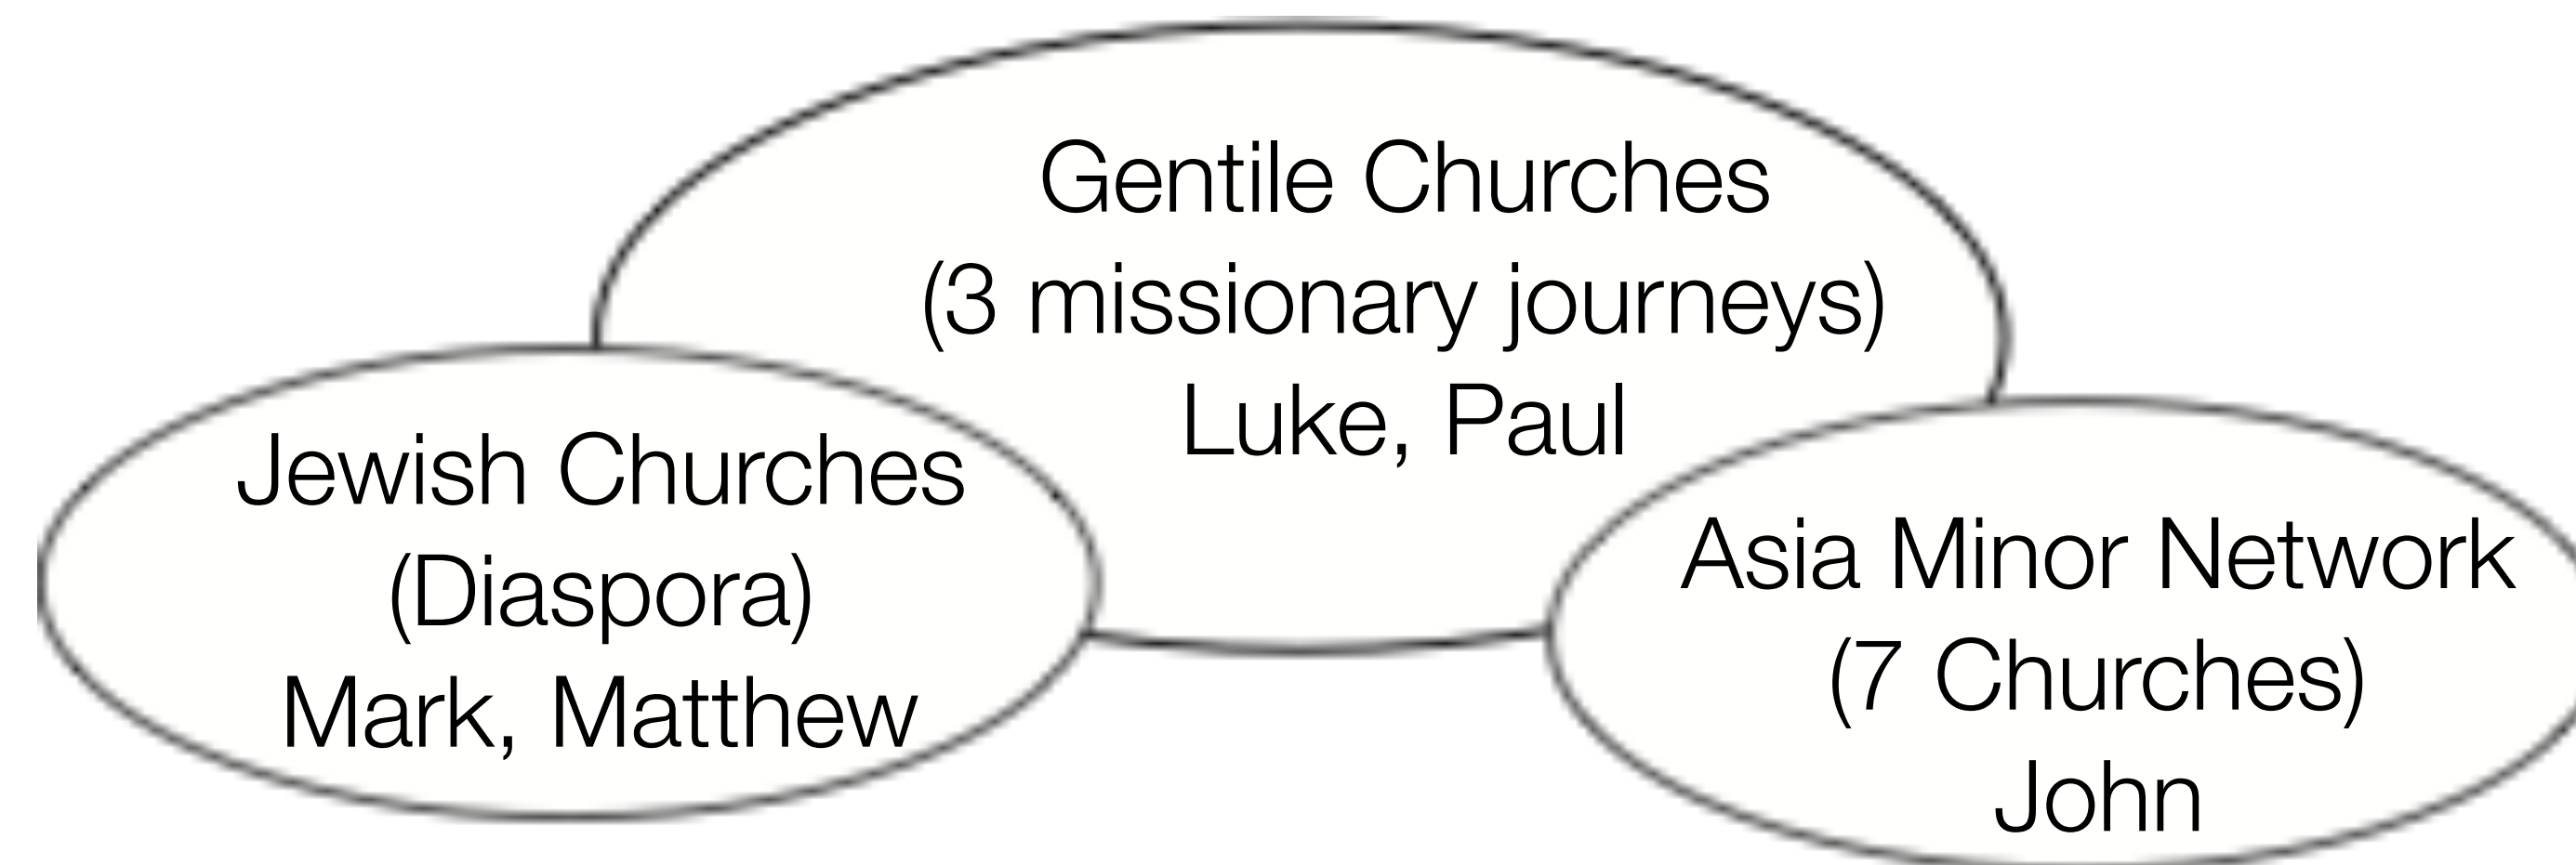 Gentile Churches
(3 missionary journeys)
Luke, Paul
Jewish Churches
(Diaspora)
Mark, Matthew
Asia Minor Network
(7 Churches)
John